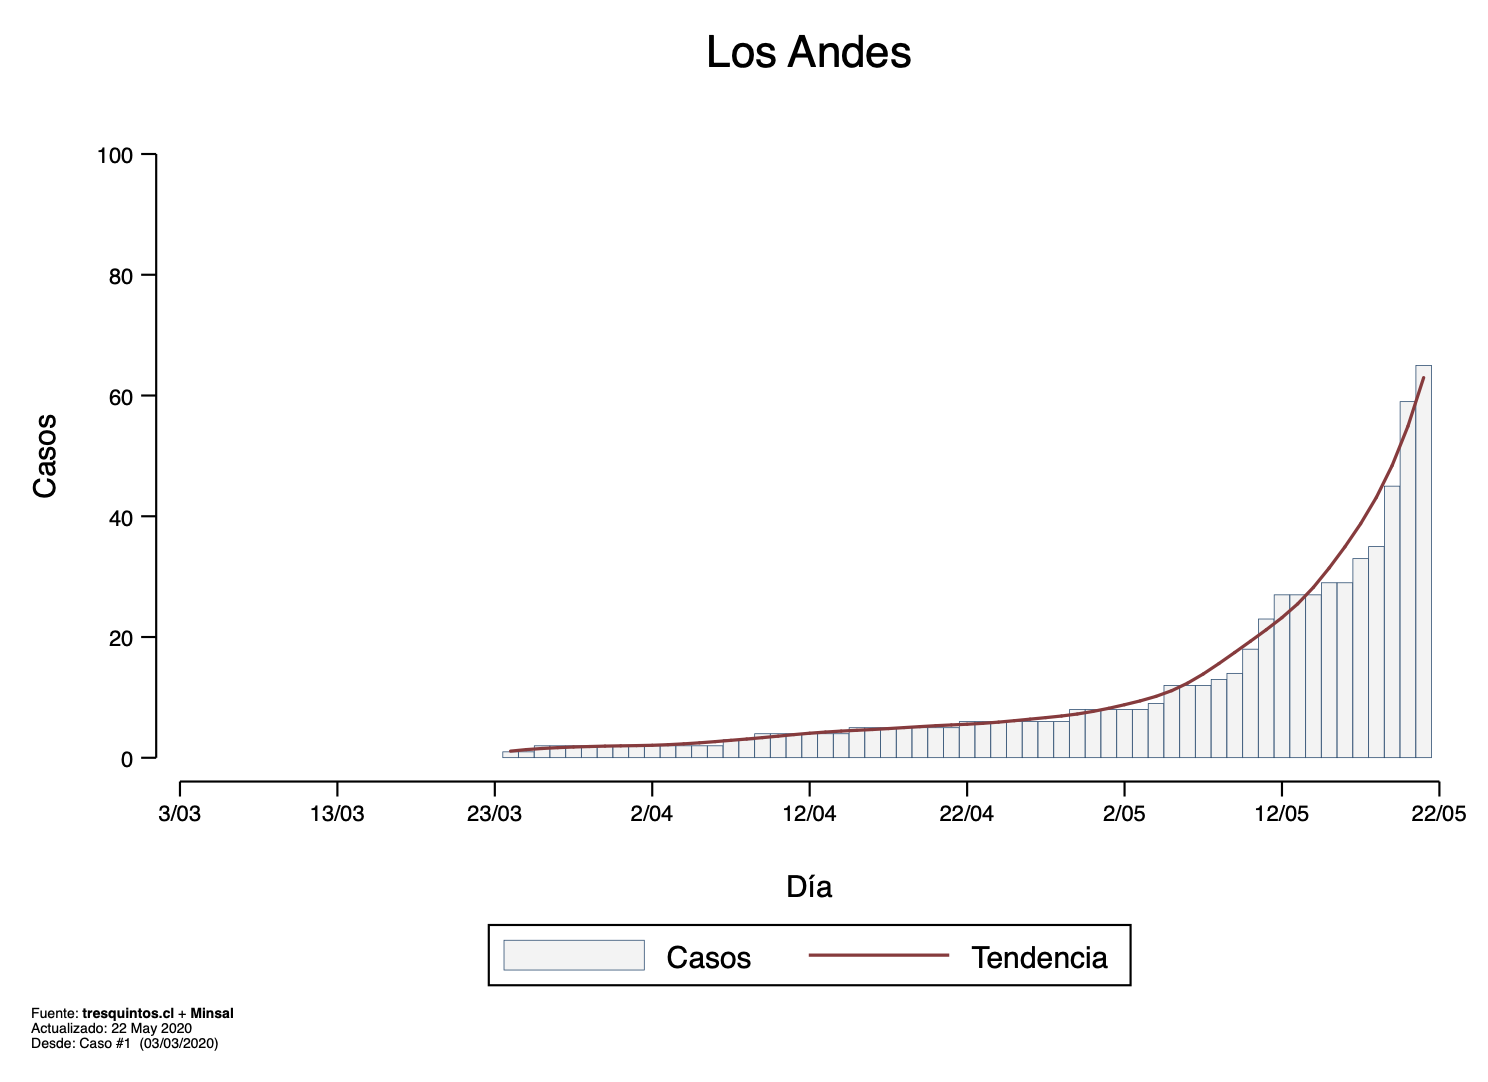 Los Andes
100
80
60
40
20
0
Casos
3/03 13/03 23/03 2/04 12/04 22/04 2/05 12/05 22/05
Día
Casos Tendencia
Fuente: tresquintos.cl + Minsal
Actualizado: 22 May 2020
Desde: Caso #1 (03/03/2020)